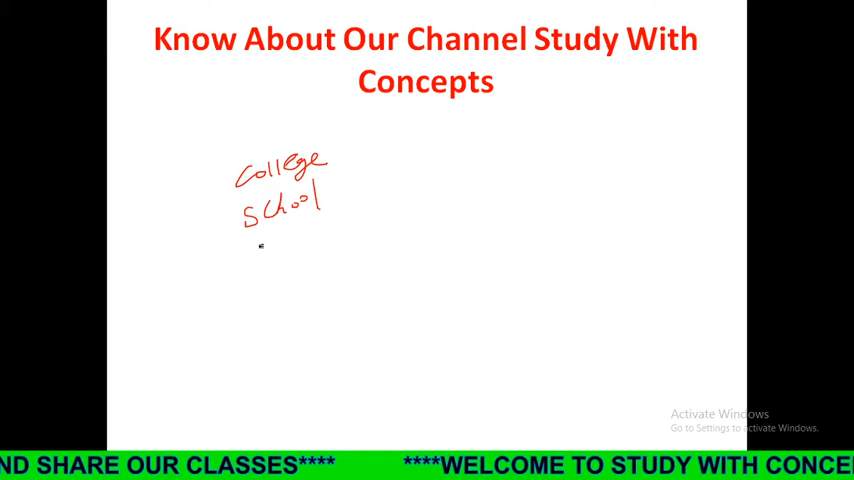 Know About Our Channel Study With
Concepts
College
School
Activate Windows
Go to Settings to activate Windows.
ND SHARE OUR CLASSES**** ****WELCOME TO STUDY WITH CONCE